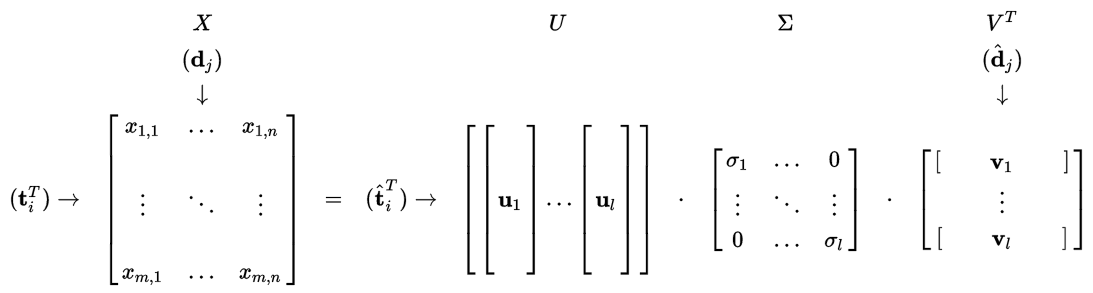 X U Σ V^T
(d_j) (d̂_j)
↓ ↓
(t_i^T) → [ x_{1,1} … x_{1,n} ⋮ ⋱ ⋮ x_{m,1} … x_{m,n} ] = (t̂_i^T) → [ [ u_1 ] … [ u_l ] ] · [ σ_1 … 0 ⋮ ⋱ ⋮ 0 … σ_l ] · [ [ v_1 ] ⋮ [ v_l ] ]